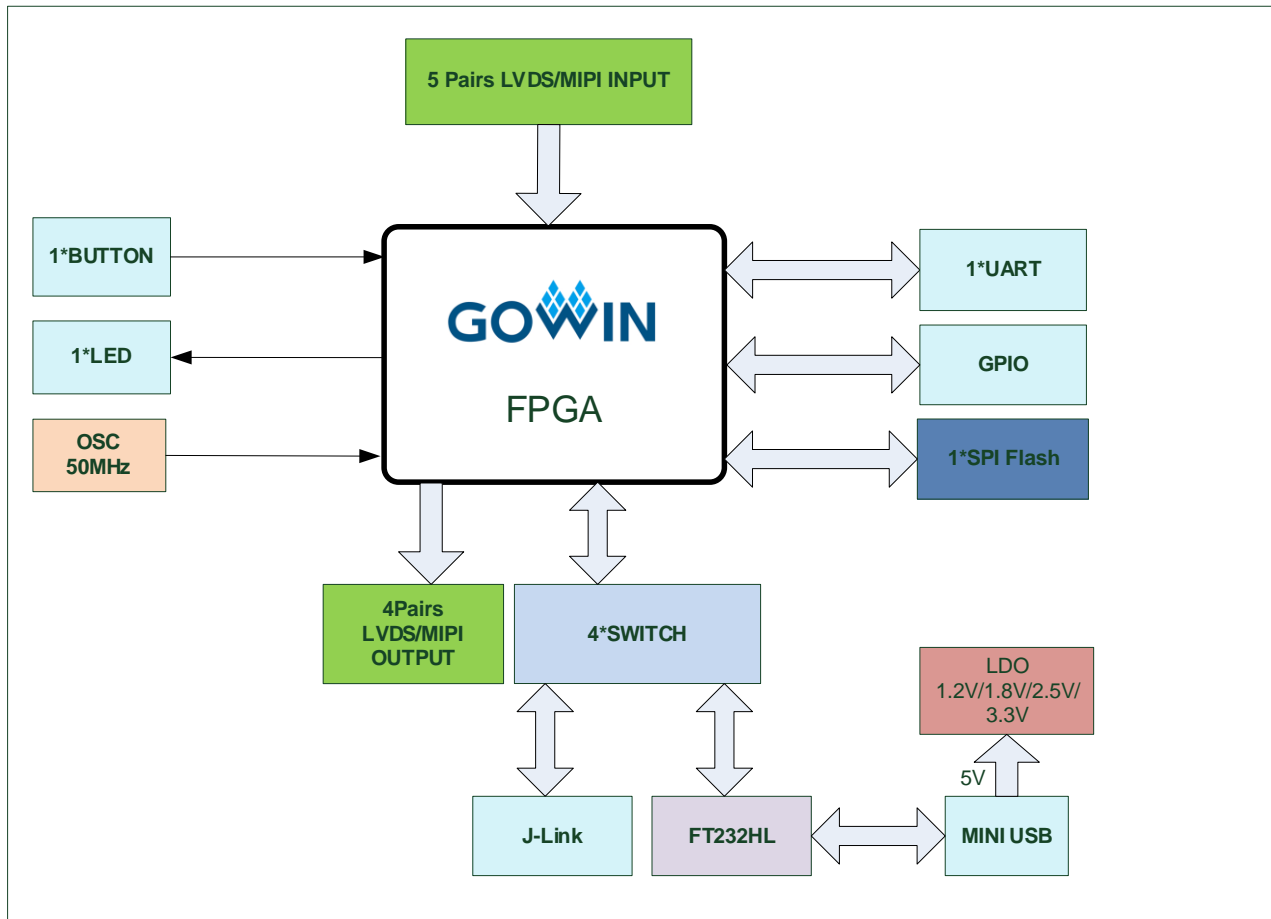 5 Pairs LVDS/MIPI INPUT
1*BUTTON
1*UART
GOWIN
1*LED
GPIO
FPGA
OSC
50MHz
1*SPI Flash
4Pairs
LVDS/MIPI
OUTPUT
4*SWITCH
LDO
1.2V/1.8V/2.5V/
3.3V
5V
J-Link
FT232HL
MINI USB